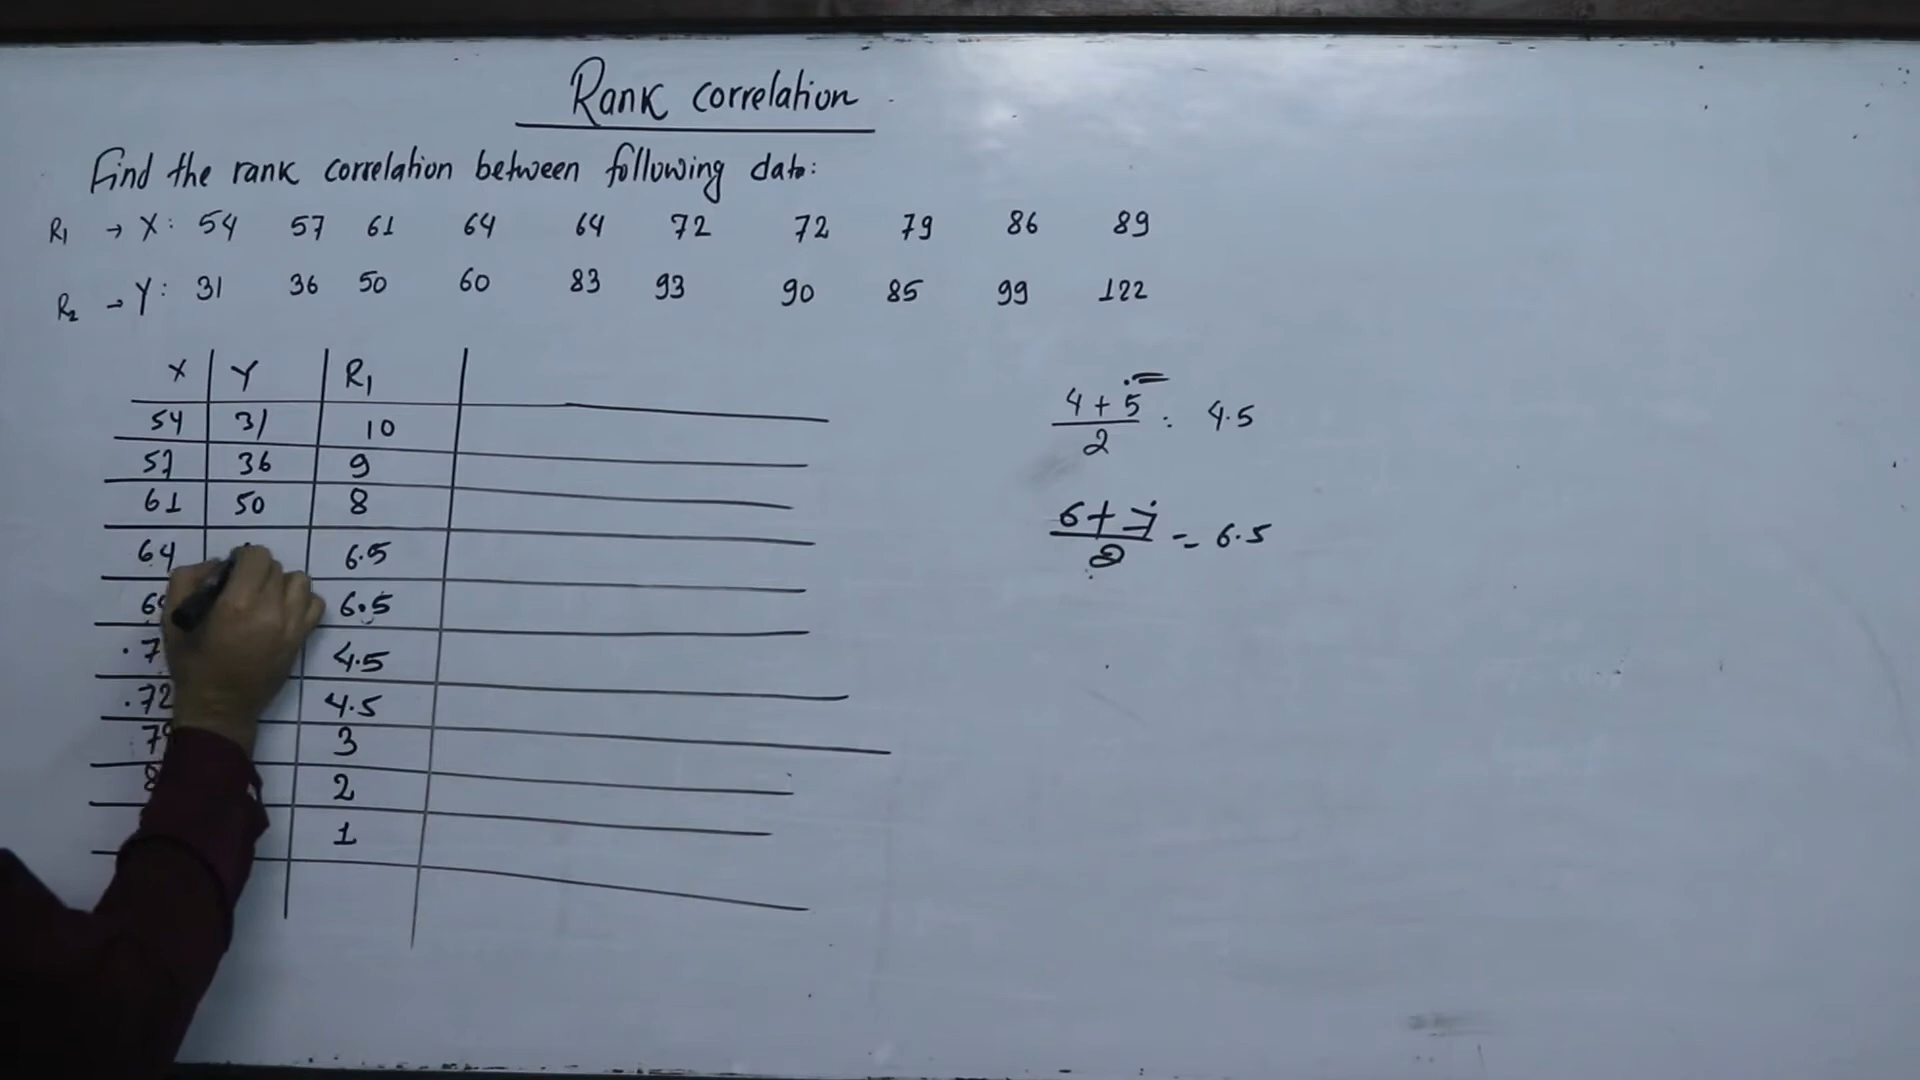 Rank correlation
Find the rank correlation between following data:
R1 → X: 54 57 61 64 64 72 72 79 86 89
R2 → Y: 31 36 50 60 83 93 90 85 99 122
X Y R1
54 31 10
57 36 9
61 50 8
64 6.5
6.5
4.5
72 4.5
3
2
1
4 + 5 / 2 : 4.5
6 + 7 / 2 = 6.5